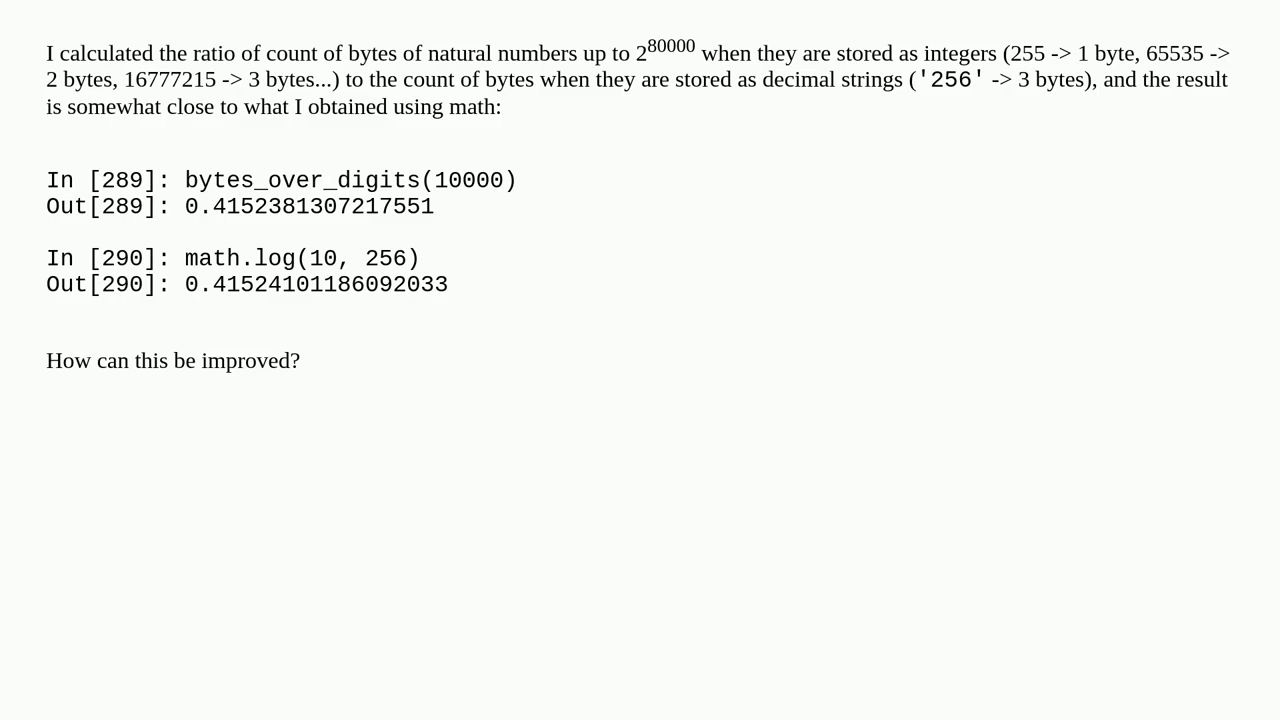 I calculated the ratio of count of bytes of natural numbers up to 2^80000 when they are stored as integers (255 -> 1 byte, 65535 ->
2 bytes, 16777215 -> 3 bytes...) to the count of bytes when they are stored as decimal strings ('256' -> 3 bytes), and the result
is somewhat close to what I obtained using math:
In [289]: bytes_over_digits(10000)
Out[289]: 0.4152381307217551
In [290]: math.log(10, 256)
Out[290]: 0.41524101186092033
How can this be improved?